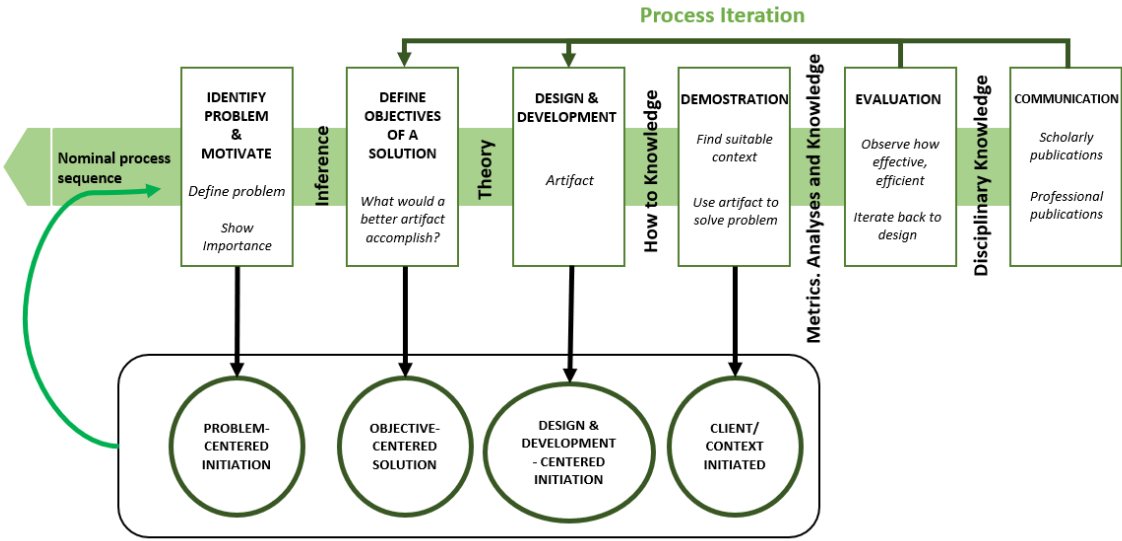 Process Iteration
Nominal process
sequence
IDENTIFY
PROBLEM
&
MOTIVATE
Define problem
Show
Importance
Inference
DEFINE
OBJECTIVES
OF A
SOLUTION
What would a
better artifact
accomplish?
Theory
DESIGN &
DEVELOPMENT
Artifact
How to Knowledge
DEMOSTRATION
Find suitable
context
Use artifact to
solve problem
Metrics. Analyses and Knowledge
EVALUATION
Observe how
effective,
efficient
Iterate back to
design
Disciplinary Knowledge
COMMUNICATION
Scholarly
publications
Professional
publications
PROBLEM-
CENTERED
INITIATION
OBJECTIVE-
CENTERED
SOLUTION
DESIGN &
DEVELOPMENT
- CENTERED
INITIATION
CLIENT/
CONTEXT
INITIATED